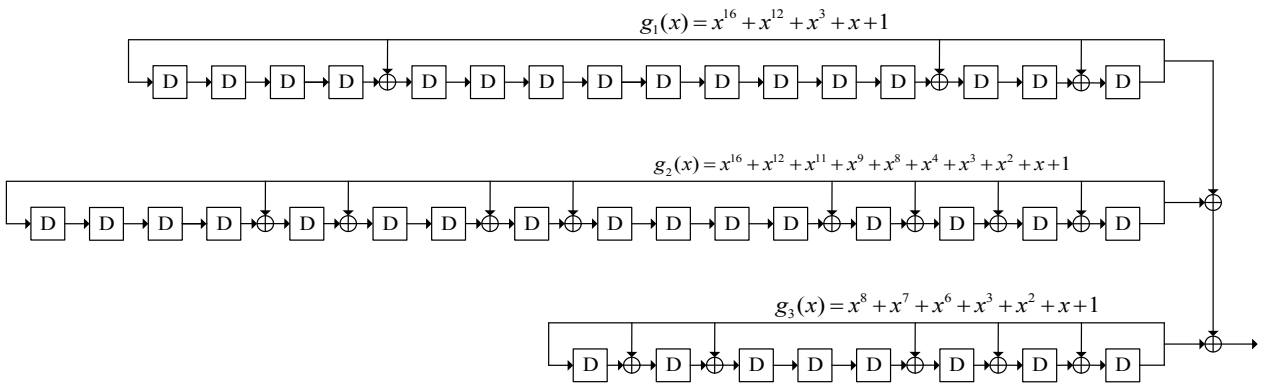 g₁(x) = x¹⁶ + x¹² + x³ + x + 1
D D D D D D D D D D D D D D D D
g₂(x) = x¹⁶ + x¹² + x¹¹ + x⁹ + x⁸ + x⁴ + x³ + x² + x + 1
D D D D D D D D D D D D D D D D
g₃(x) = x⁸ + x⁷ + x⁶ + x³ + x² + x + 1
D D D D D D D D